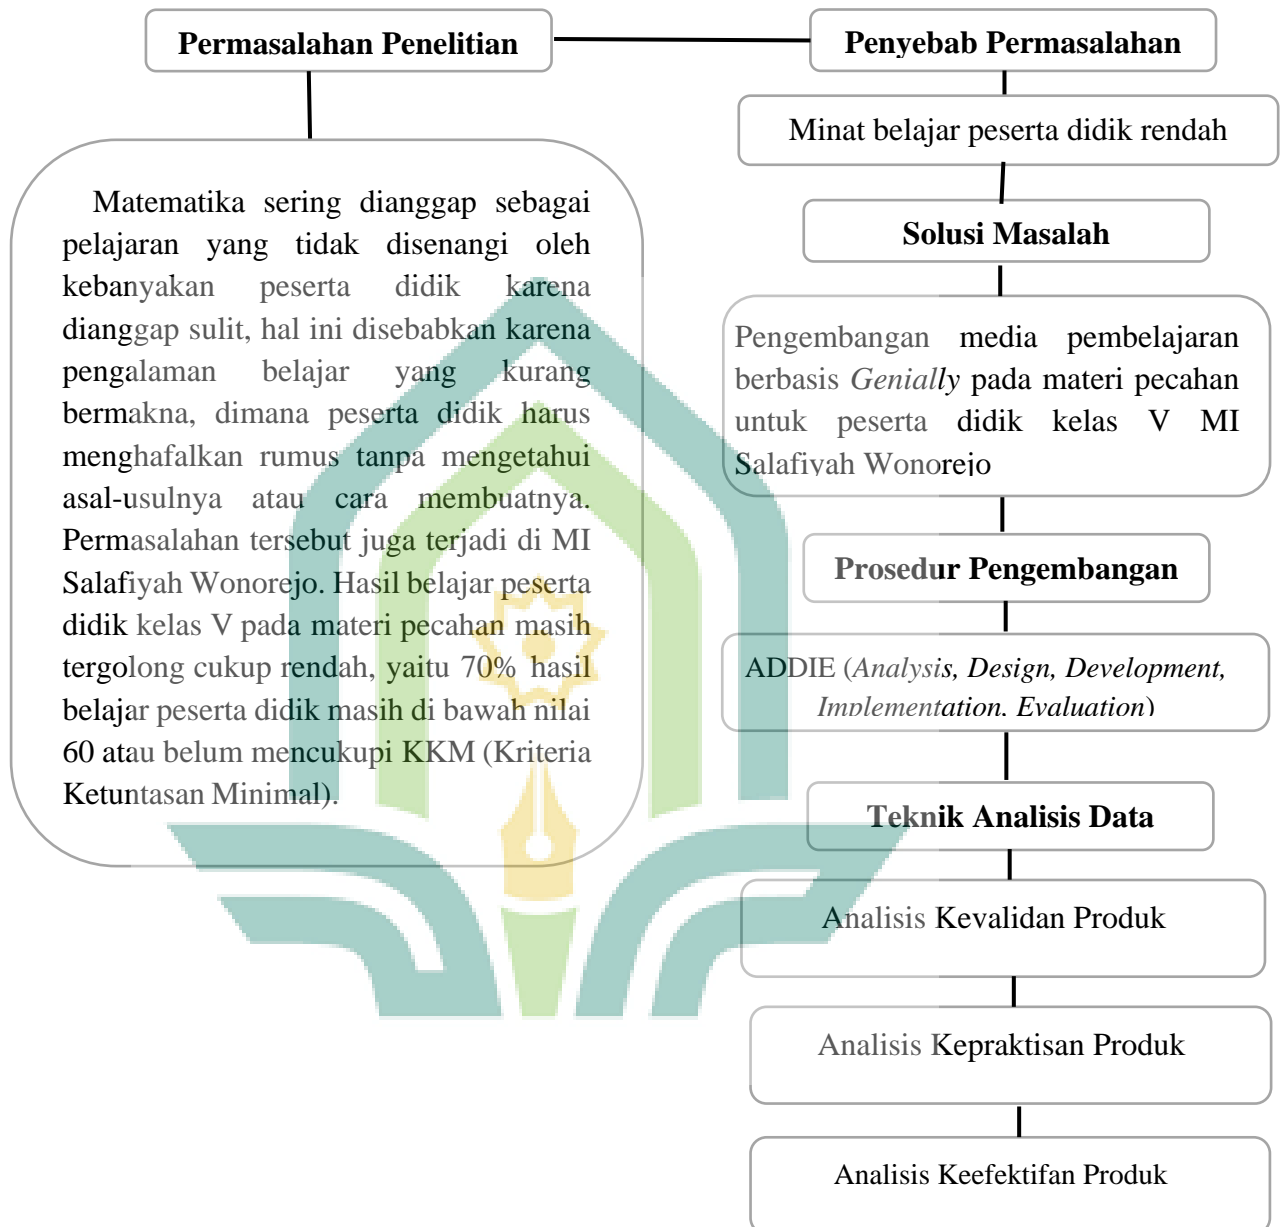 Permasalahan Penelitian
Matematika sering dianggap sebagai
pelajaran yang tidak disenangi oleh
kebanyakan peserta didik karena
dianggap sulit, hal ini disebabkan karena
pengalaman belajar yang kurang
bermakna, dimana peserta didik harus
menghafalkan rumus tanpa mengetahui
asal-usulnya atau cara membuatnya.
Permasalahan tersebut juga terjadi di MI
Salafiyah Wonorejo. Hasil belajar peserta
didik kelas V pada materi pecahan masih
tergolong cukup rendah, yaitu 70% hasil
belajar peserta didik masih di bawah nilai
60 atau belum mencukupi KKM (Kriteria
Ketuntasan Minimal).
Penyebab Permasalahan
Minat belajar peserta didik rendah
Solusi Masalah
Pengembangan media pembelajaran
berbasis Genially pada materi pecahan
untuk peserta didik kelas V MI
Salafiyah Wonorejo
Prosedur Pengembangan
ADDIE (Analysis, Design, Development,
Implementation, Evaluation)
Teknik Analisis Data
Analisis Kevalidan Produk
Analisis Kepraktisan Produk
Analisis Keefektifan Produk